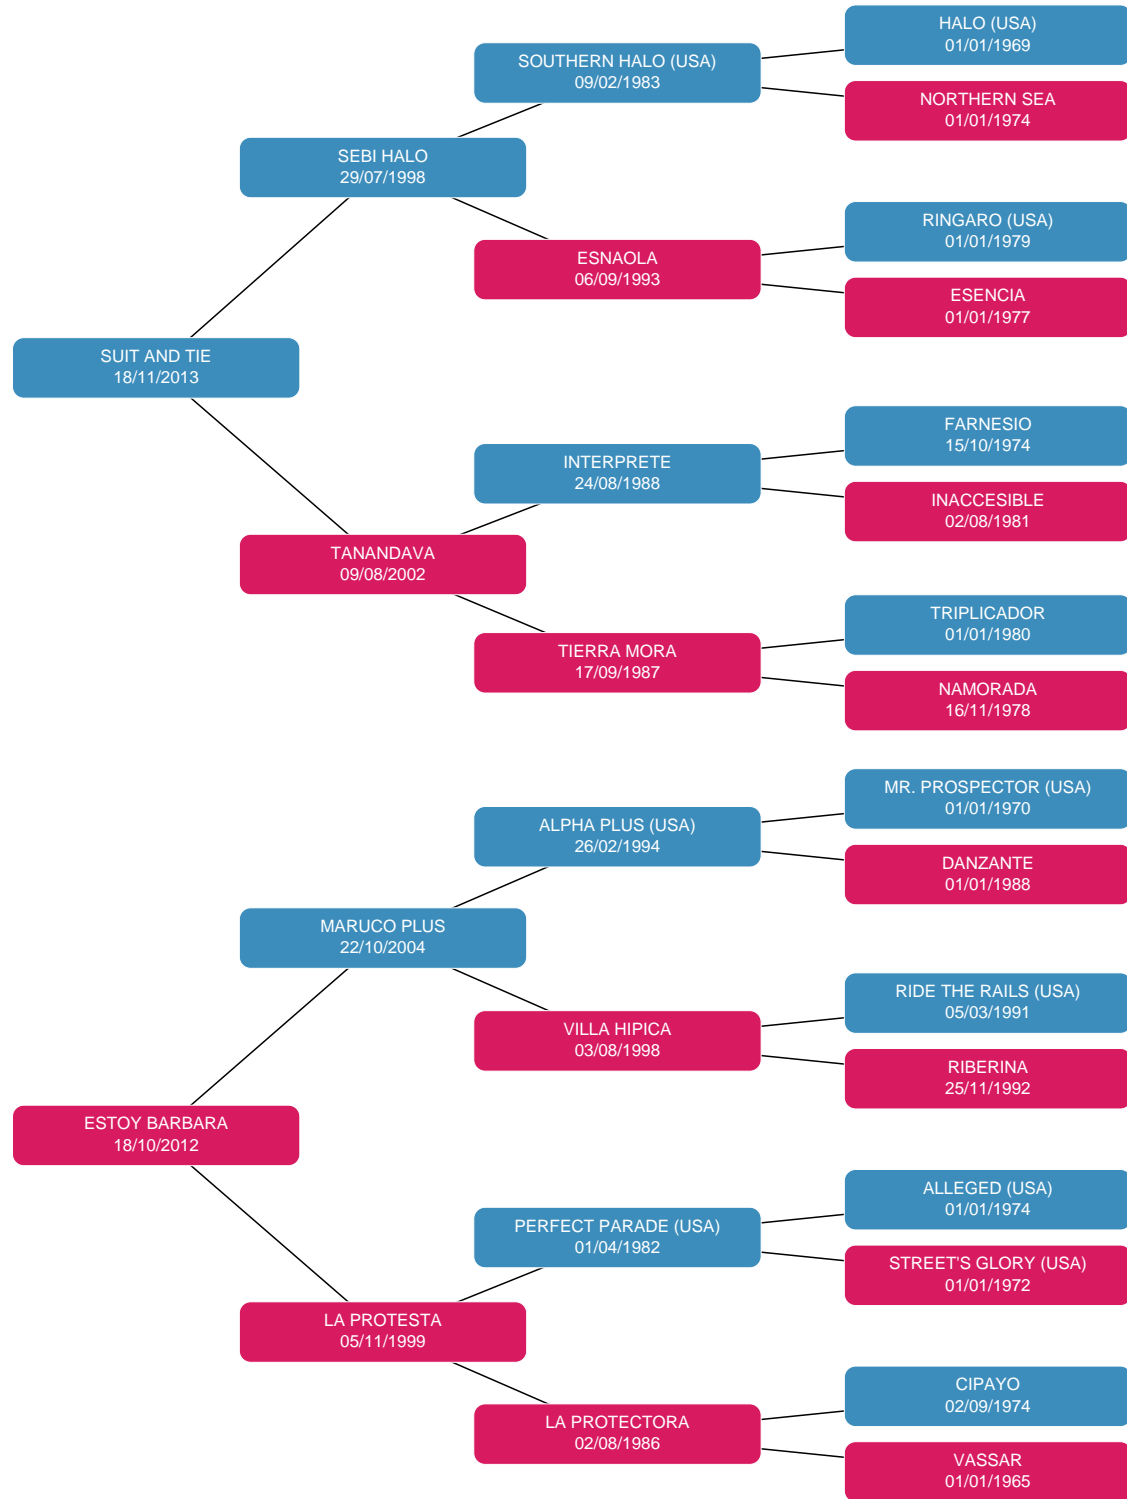 HALO (USA)
01/01/1969
SOUTHERN HALO (USA)
09/02/1983
NORTHERN SEA
01/01/1974
SEBI HALO
29/07/1998
RINGARO (USA)
01/01/1979
ESNAOLA
06/09/1993
ESENCIA
01/01/1977
SUIT AND TIE
18/11/2013
FARNESIO
15/10/1974
INTERPRETE
24/08/1988
INACCESIBLE
02/08/1981
TANANDAVA
09/08/2002
TRIPLICADOR
01/01/1980
TIERRA MORA
17/09/1987
NAMORADA
16/11/1978
MR. PROSPECTOR (USA)
01/01/1970
ALPHA PLUS (USA)
26/02/1994
DANZANTE
01/01/1988
MARUCO PLUS
22/10/2004
RIDE THE RAILS (USA)
05/03/1991
VILLA HIPICA
03/08/1998
RIBERINA
25/11/1992
ESTOY BARBARA
18/10/2012
ALLEGED (USA)
01/01/1974
PERFECT PARADE (USA)
01/04/1982
STREET'S GLORY (USA)
01/01/1972
LA PROTESTA
05/11/1999
CIPAYO
02/09/1974
LA PROTECTORA
02/08/1986
VASSAR
01/01/1965